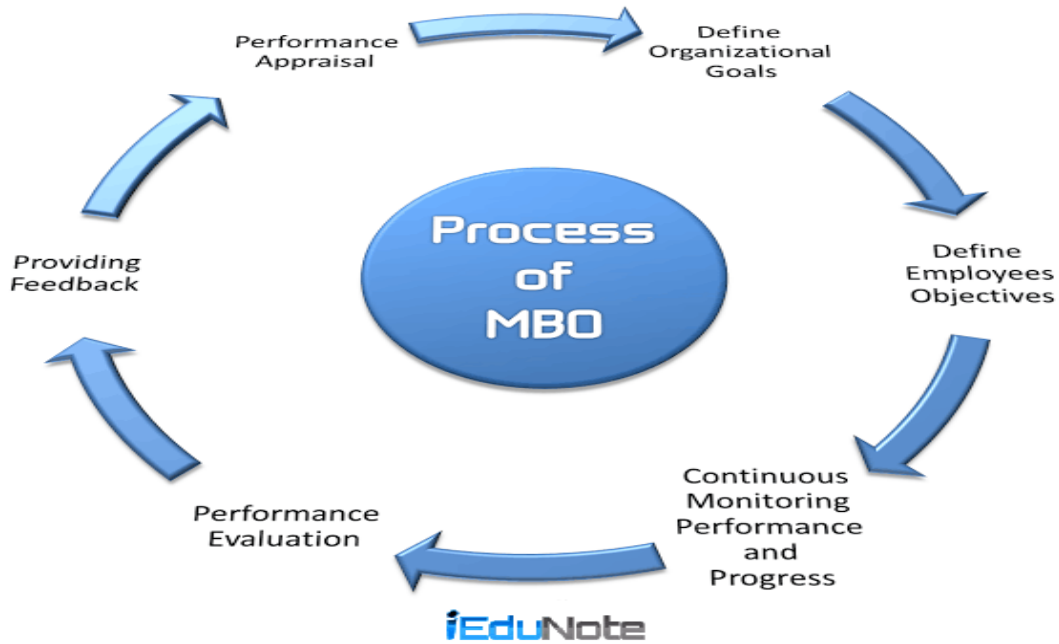 Performance
Appraisal
Define
Organizational
Goals
Define
Employees
Objectives
Continuous
Monitoring
Performance
and
Progress
Performance
Evaluation
Providing
Feedback
Process
of
MBO
iEduNote